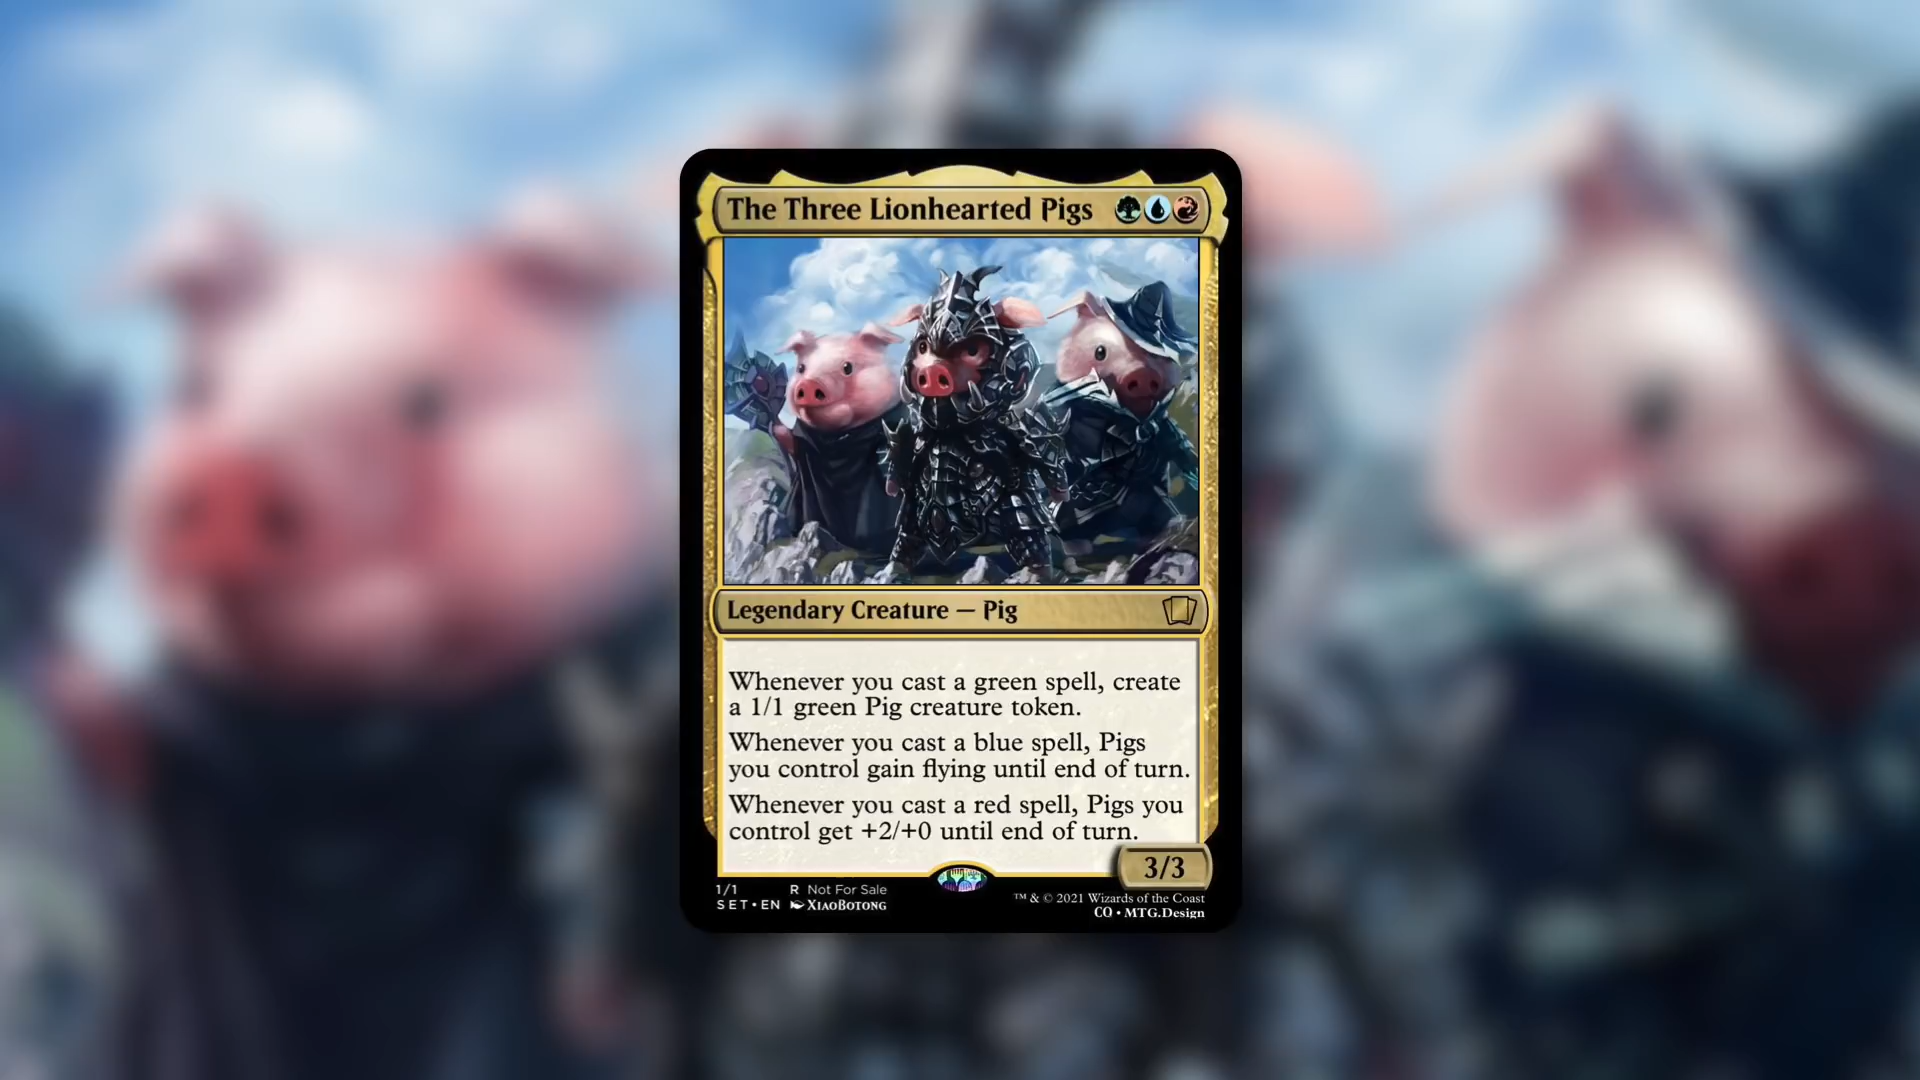 The Three Lionhearted Pigs
Legendary Creature — Pig
Whenever you cast a green spell, create
a 1/1 green Pig creature token.
Whenever you cast a blue spell, Pigs
you control gain flying until end of turn.
Whenever you cast a red spell, Pigs you
control get +2/+0 until end of turn.
3/3
1/1 R Not For Sale
SET • EN XiaoBotong
™ & © 2021 Wizards of the Coast
CO • MTG.Design